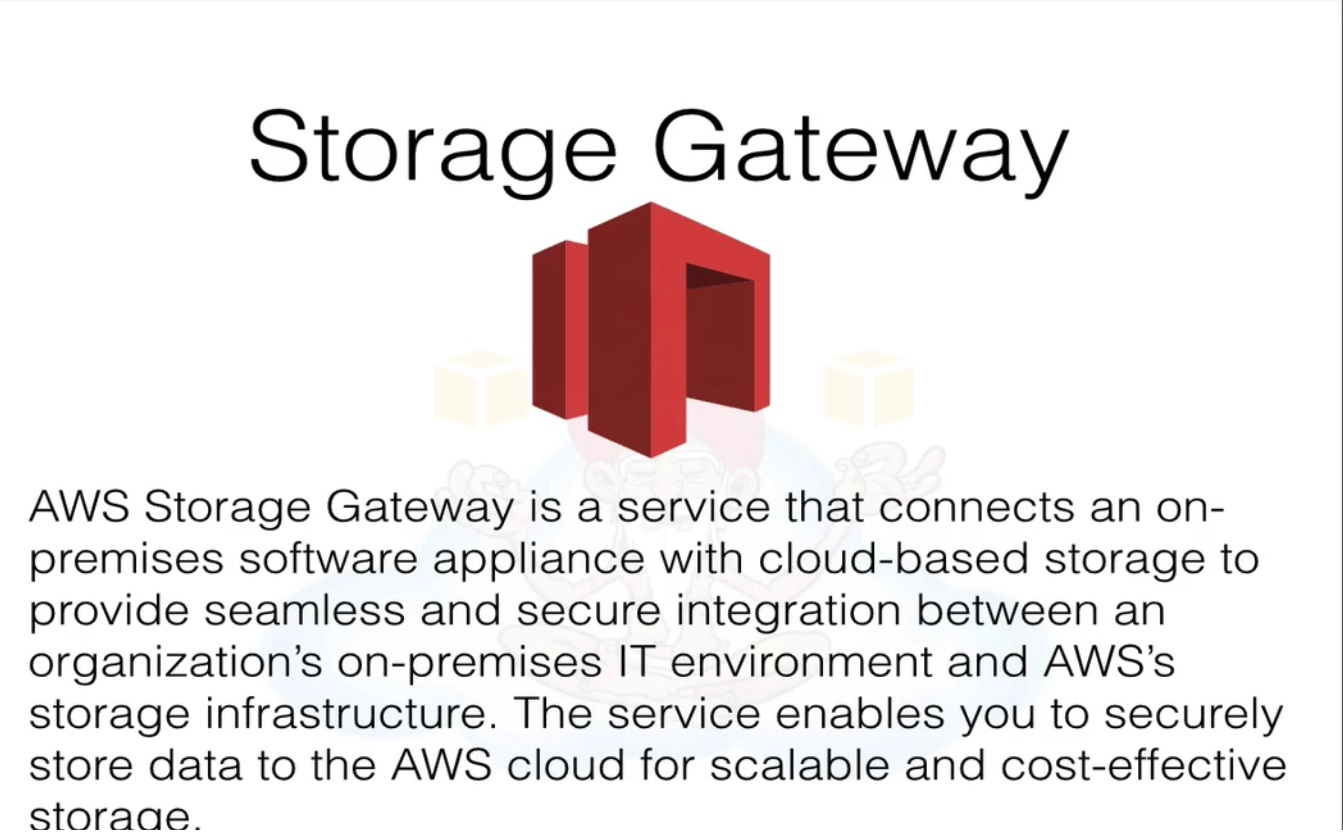 Storage Gateway
AWS Storage Gateway is a service that connects an on-
premises software appliance with cloud-based storage to
provide seamless and secure integration between an
organization’s on-premises IT environment and AWS’s
storage infrastructure. The service enables you to securely
store data to the AWS cloud for scalable and cost-effective
storage.